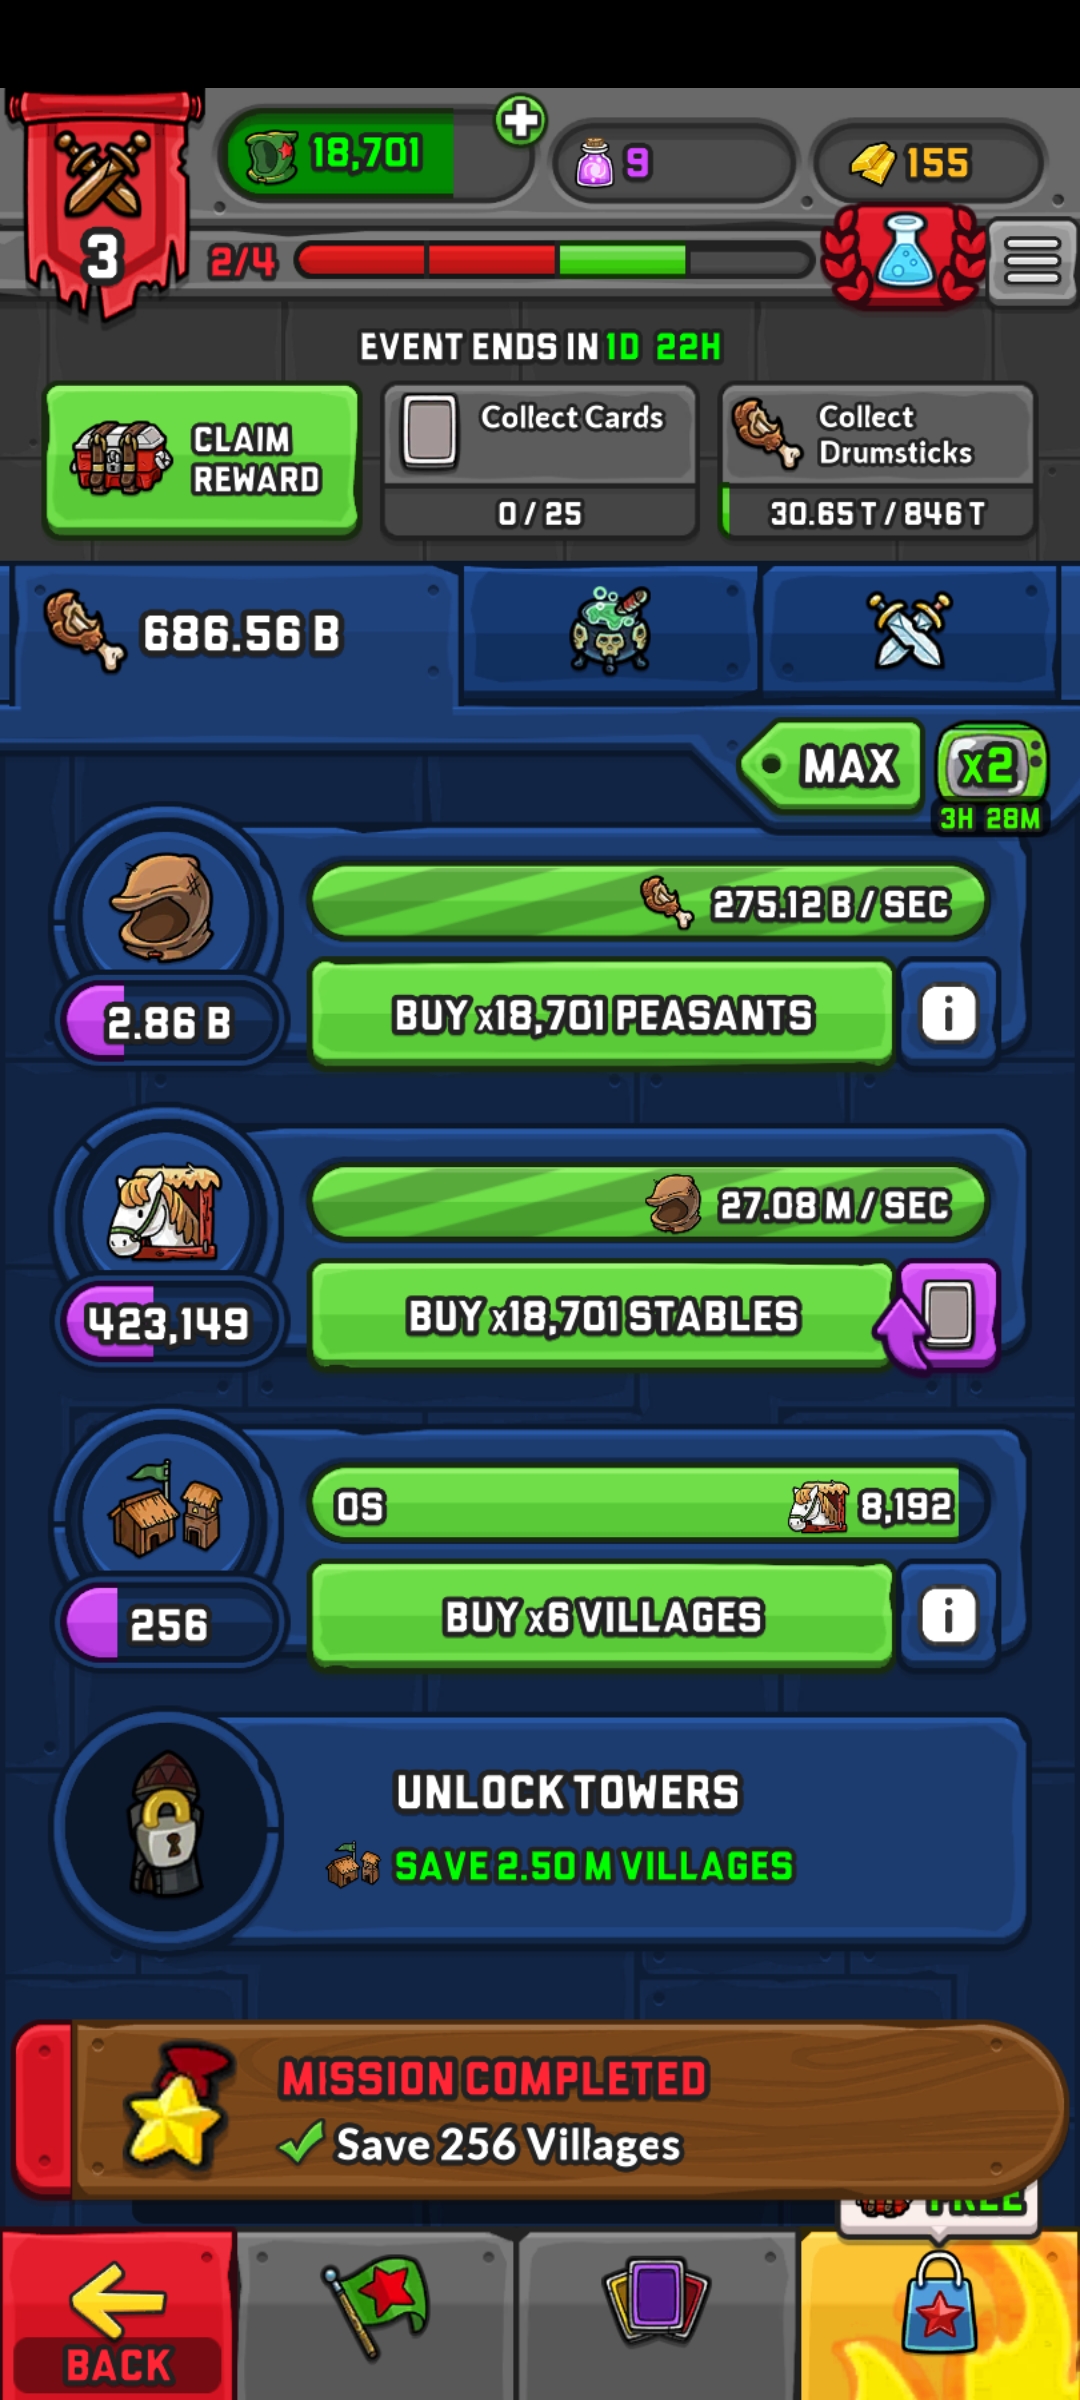 18,701
9
155
3
2/4
EVENT ENDS IN 1D 22H
CLAIM
REWARD
Collect Cards
0 / 25
Collect
Drumsticks
30.65 T / 846 T
686.56 B
MAX
x2
3H 28M
275.12 B / SEC
2.86 B
BUY x18,701 PEASANTS
i
27.08 M / SEC
423,149
BUY x18,701 STABLES
0S
8,192
256
BUY x6 VILLAGES
i
UNLOCK TOWERS
SAVE 2.50 M VILLAGES
MISSION COMPLETED
Save 256 Villages
FREE
BACK